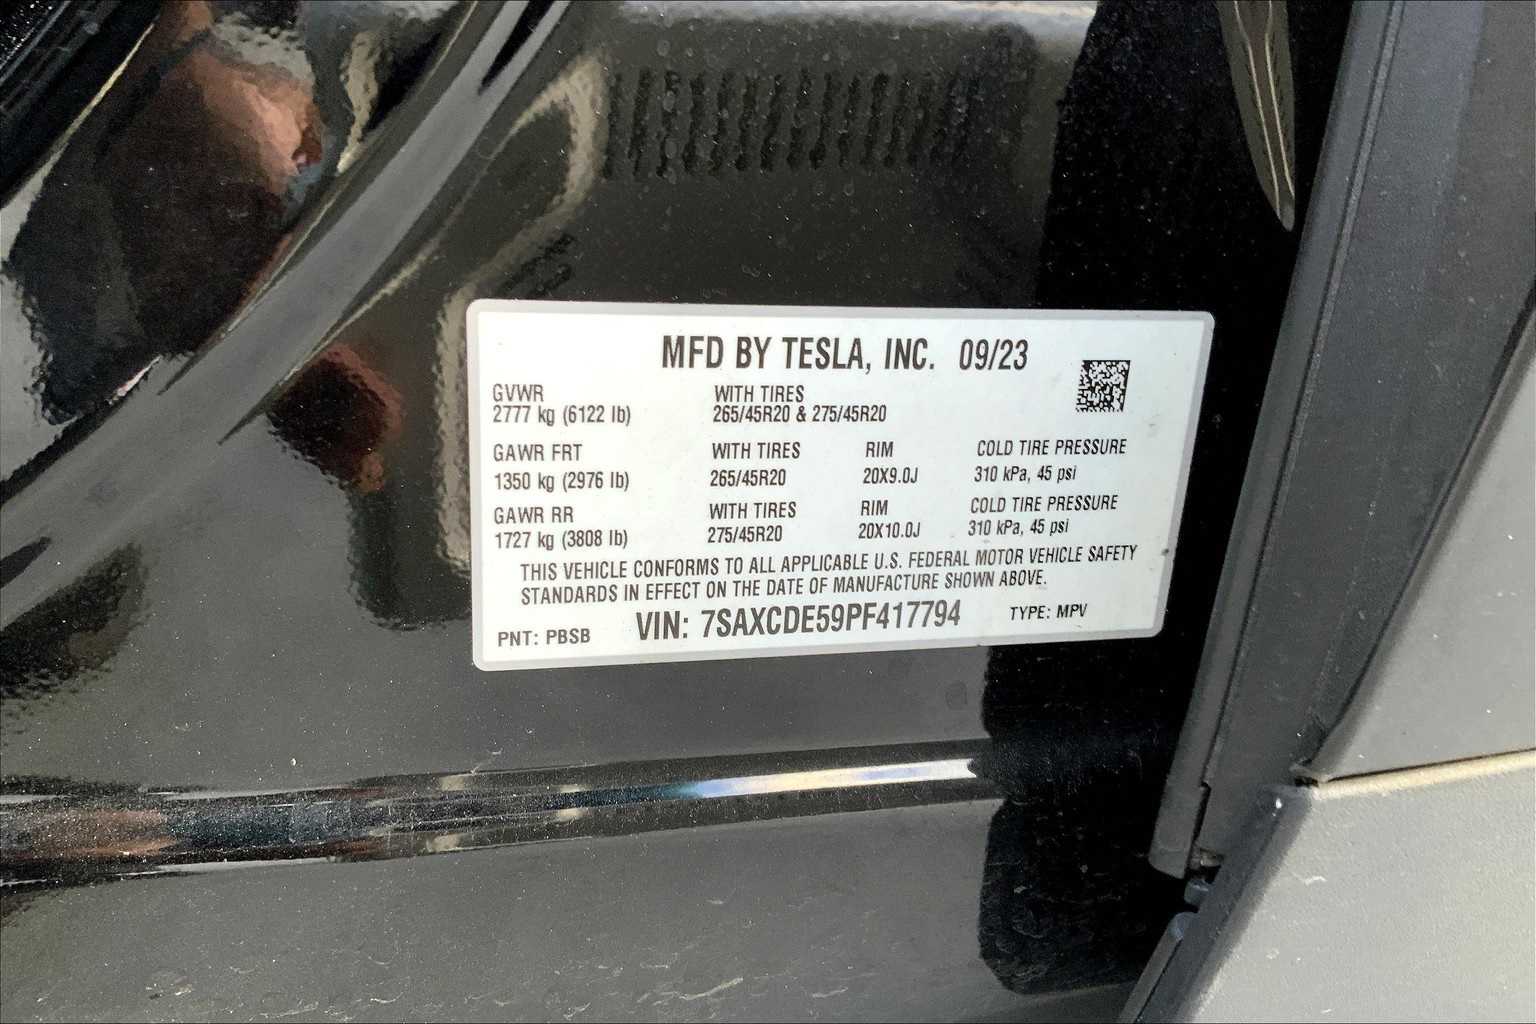 MFD BY TESLA, INC. 09/23
GVWR WITH TIRES
2777 kg (6122 lb) 265/45R20 & 275/45R20
GAWR FRT WITH TIRES RIM COLD TIRE PRESSURE
1350 kg (2976 lb) 265/45R20 20X9.0J 310 kPa, 45 psi
GAWR RR WITH TIRES RIM COLD TIRE PRESSURE
1727 kg (3808 lb) 275/45R20 20X10.0J 310 kPa, 45 psi
THIS VEHICLE CONFORMS TO ALL APPLICABLE U.S. FEDERAL MOTOR VEHICLE SAFETY
STANDARDS IN EFFECT ON THE DATE OF MANUFACTURE SHOWN ABOVE.
PNT: PBSB VIN: 7SAXCDE59PF417794 TYPE: MPV